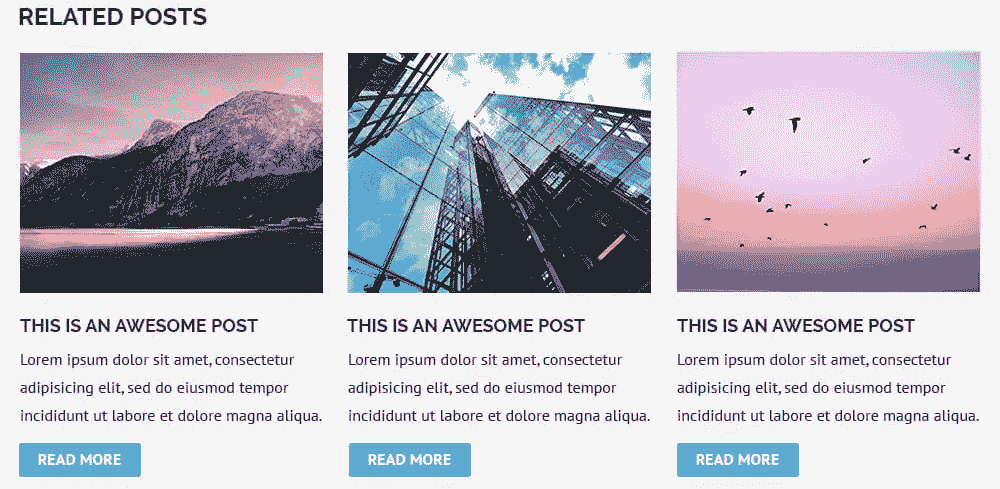 RELATED POSTS
THIS IS AN AWESOME POST
Lorem ipsum dolor sit amet, consectetur
adipisicing elit, sed do eiusmod tempor
incididunt ut labore et dolore magna aliqua.
READ MORE
THIS IS AN AWESOME POST
Lorem ipsum dolor sit amet, consectetur
adipisicing elit, sed do eiusmod tempor
incididunt ut labore et dolore magna aliqua.
READ MORE
THIS IS AN AWESOME POST
Lorem ipsum dolor sit amet, consectetur
adipisicing elit, sed do eiusmod tempor
incididunt ut labore et dolore magna aliqua.
READ MORE